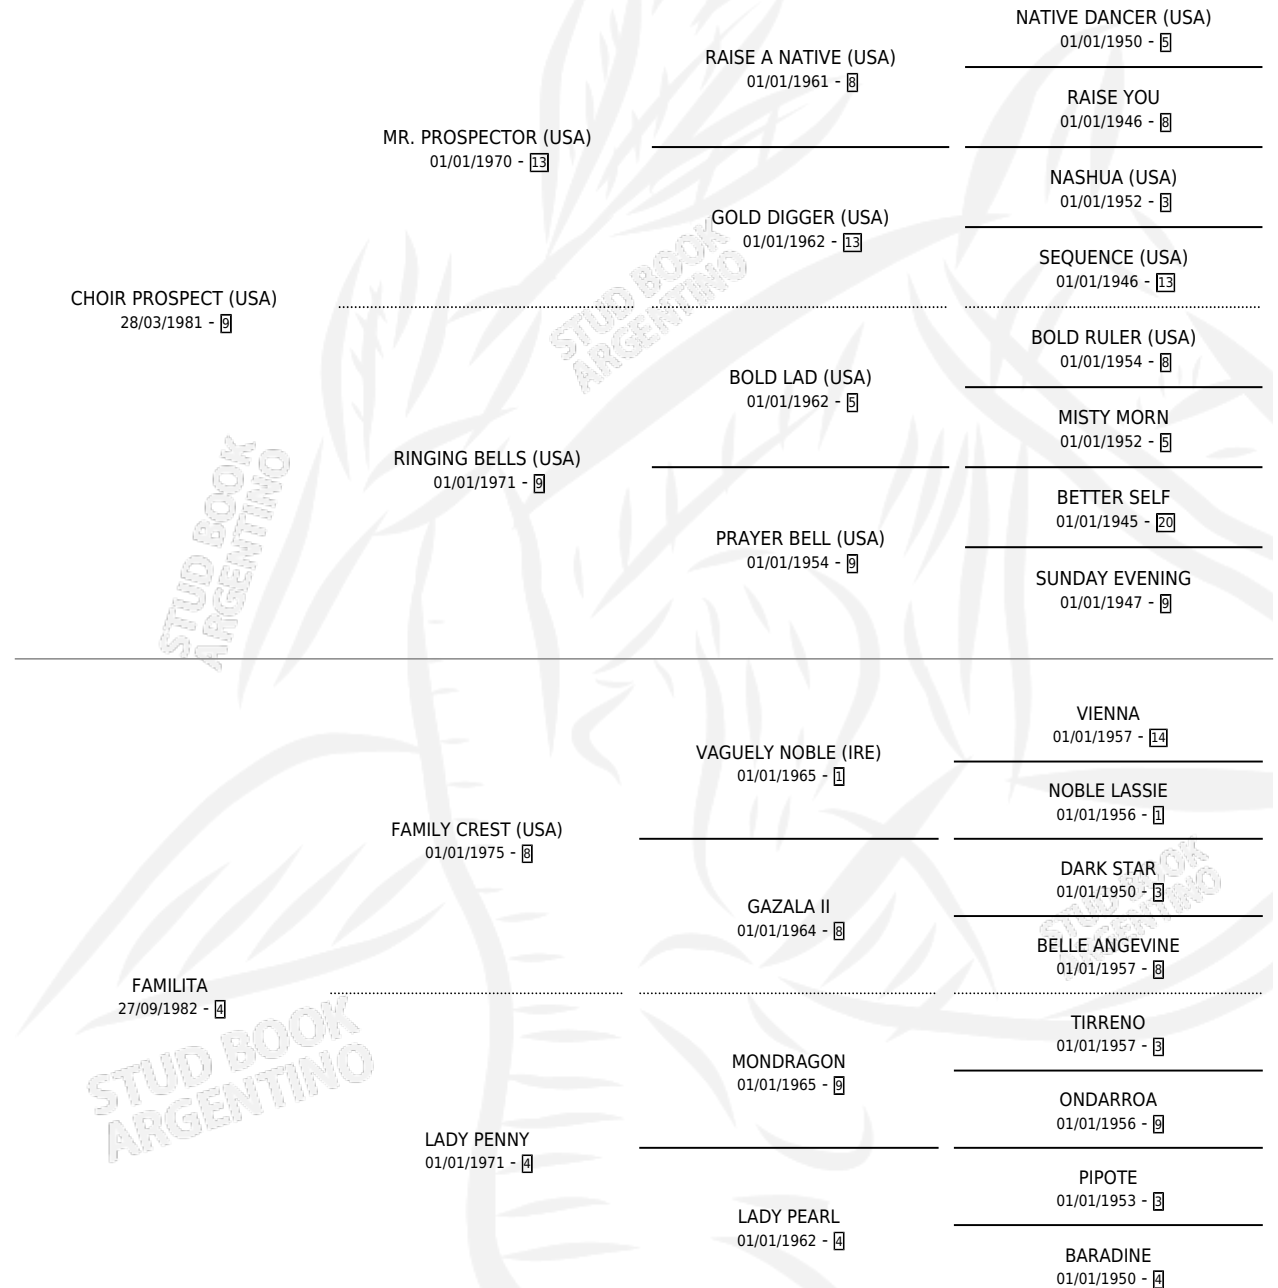 NATIVE DANCER (USA)
01/01/1950 - 5
RAISE A NATIVE (USA)
01/01/1961 - 8
RAISE YOU
01/01/1946 - 8
MR. PROSPECTOR (USA)
01/01/1970 - 13
NASHUA (USA)
01/01/1952 - 3
GOLD DIGGER (USA)
01/01/1962 - 13
SEQUENCE (USA)
01/01/1946 - 13
CHOIR PROSPECT (USA)
28/03/1981 - 9
BOLD RULER (USA)
01/01/1954 - 8
BOLD LAD (USA)
01/01/1962 - 5
MISTY MORN
01/01/1952 - 5
RINGING BELLS (USA)
01/01/1971 - 9
BETTER SELF
01/01/1945 - 20
PRAYER BELL (USA)
01/01/1954 - 9
SUNDAY EVENING
01/01/1947 - 9
VIENNA
01/01/1957 - 14
VAGUELY NOBLE (IRE)
01/01/1965 - 1
NOBLE LASSIE
01/01/1956 - 1
FAMILY CREST (USA)
01/01/1975 - 8
DARK STAR
01/01/1950 - 3
GAZALA II
01/01/1964 - 8
BELLE ANGEVINE
01/01/1957 - 8
FAMILITA
27/09/1982 - 4
TIRRENO
01/01/1957 - 3
MONDRAGON
01/01/1965 - 9
ONDARROA
01/01/1956 - 9
LADY PENNY
01/01/1971 - 4
PIPOTE
01/01/1953 - 3
LADY PEARL
01/01/1962 - 4
BARADINE
01/01/1950 - 4
STUD BOOK
ARGENTINO
STUD BOOK
ARGENTINO
STUD BOOK
ARGENTINO
STUD BOOK
ARGENTINO